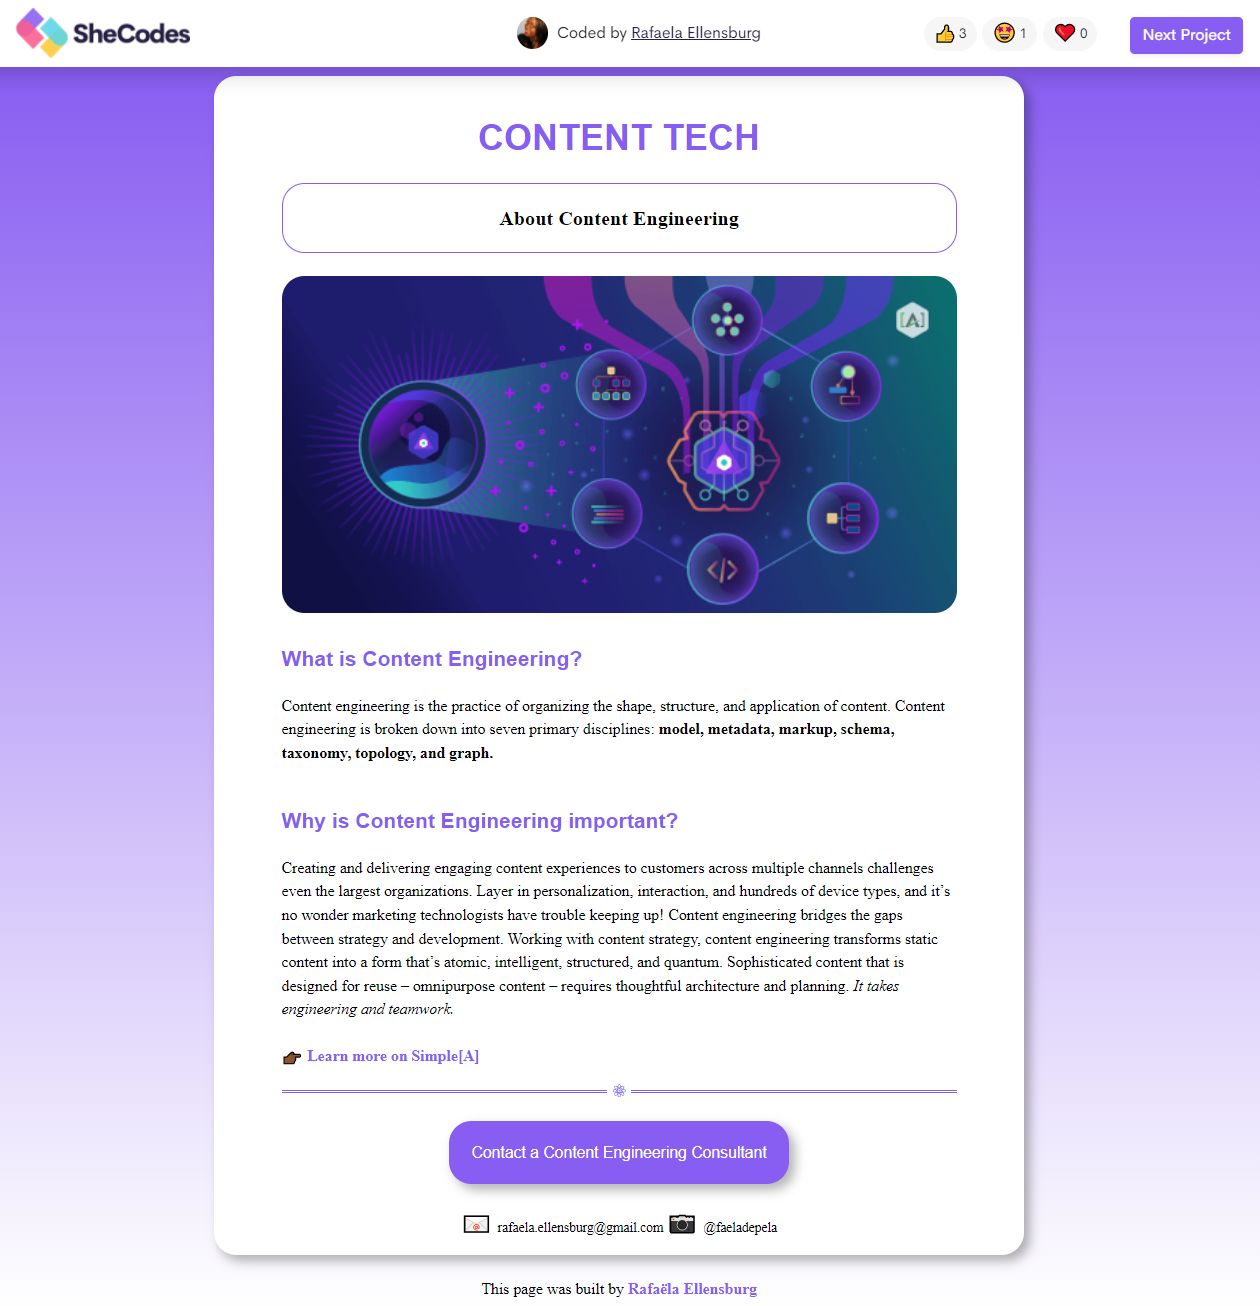 SheCodes
Coded by Rafaela Ellensburg
👍 3 🤩 1 ❤️ 0
Next Project
CONTENT TECH
About Content Engineering
[A]
</>
What is Content Engineering?
Content engineering is the practice of organizing the shape, structure, and application of content. Content
engineering is broken down into seven primary disciplines: model, metadata, markup, schema,
taxonomy, topology, and graph.
Why is Content Engineering important?
Creating and delivering engaging content experiences to customers across multiple channels challenges
even the largest organizations. Layer in personalization, interaction, and hundreds of device types, and it’s
no wonder marketing technologists have trouble keeping up! Content engineering bridges the gaps
between strategy and development. Working with content strategy, content engineering transforms static
content into a form that’s atomic, intelligent, structured, and quantum. Sophisticated content that is
designed for reuse – omnipurpose content – requires thoughtful architecture and planning. It takes
engineering and teamwork.
Learn more on Simple[A]
Contact a Content Engineering Consultant
rafaela.ellensburg@gmail.com @faeladepela
This page was built by Rafaëla Ellensburg